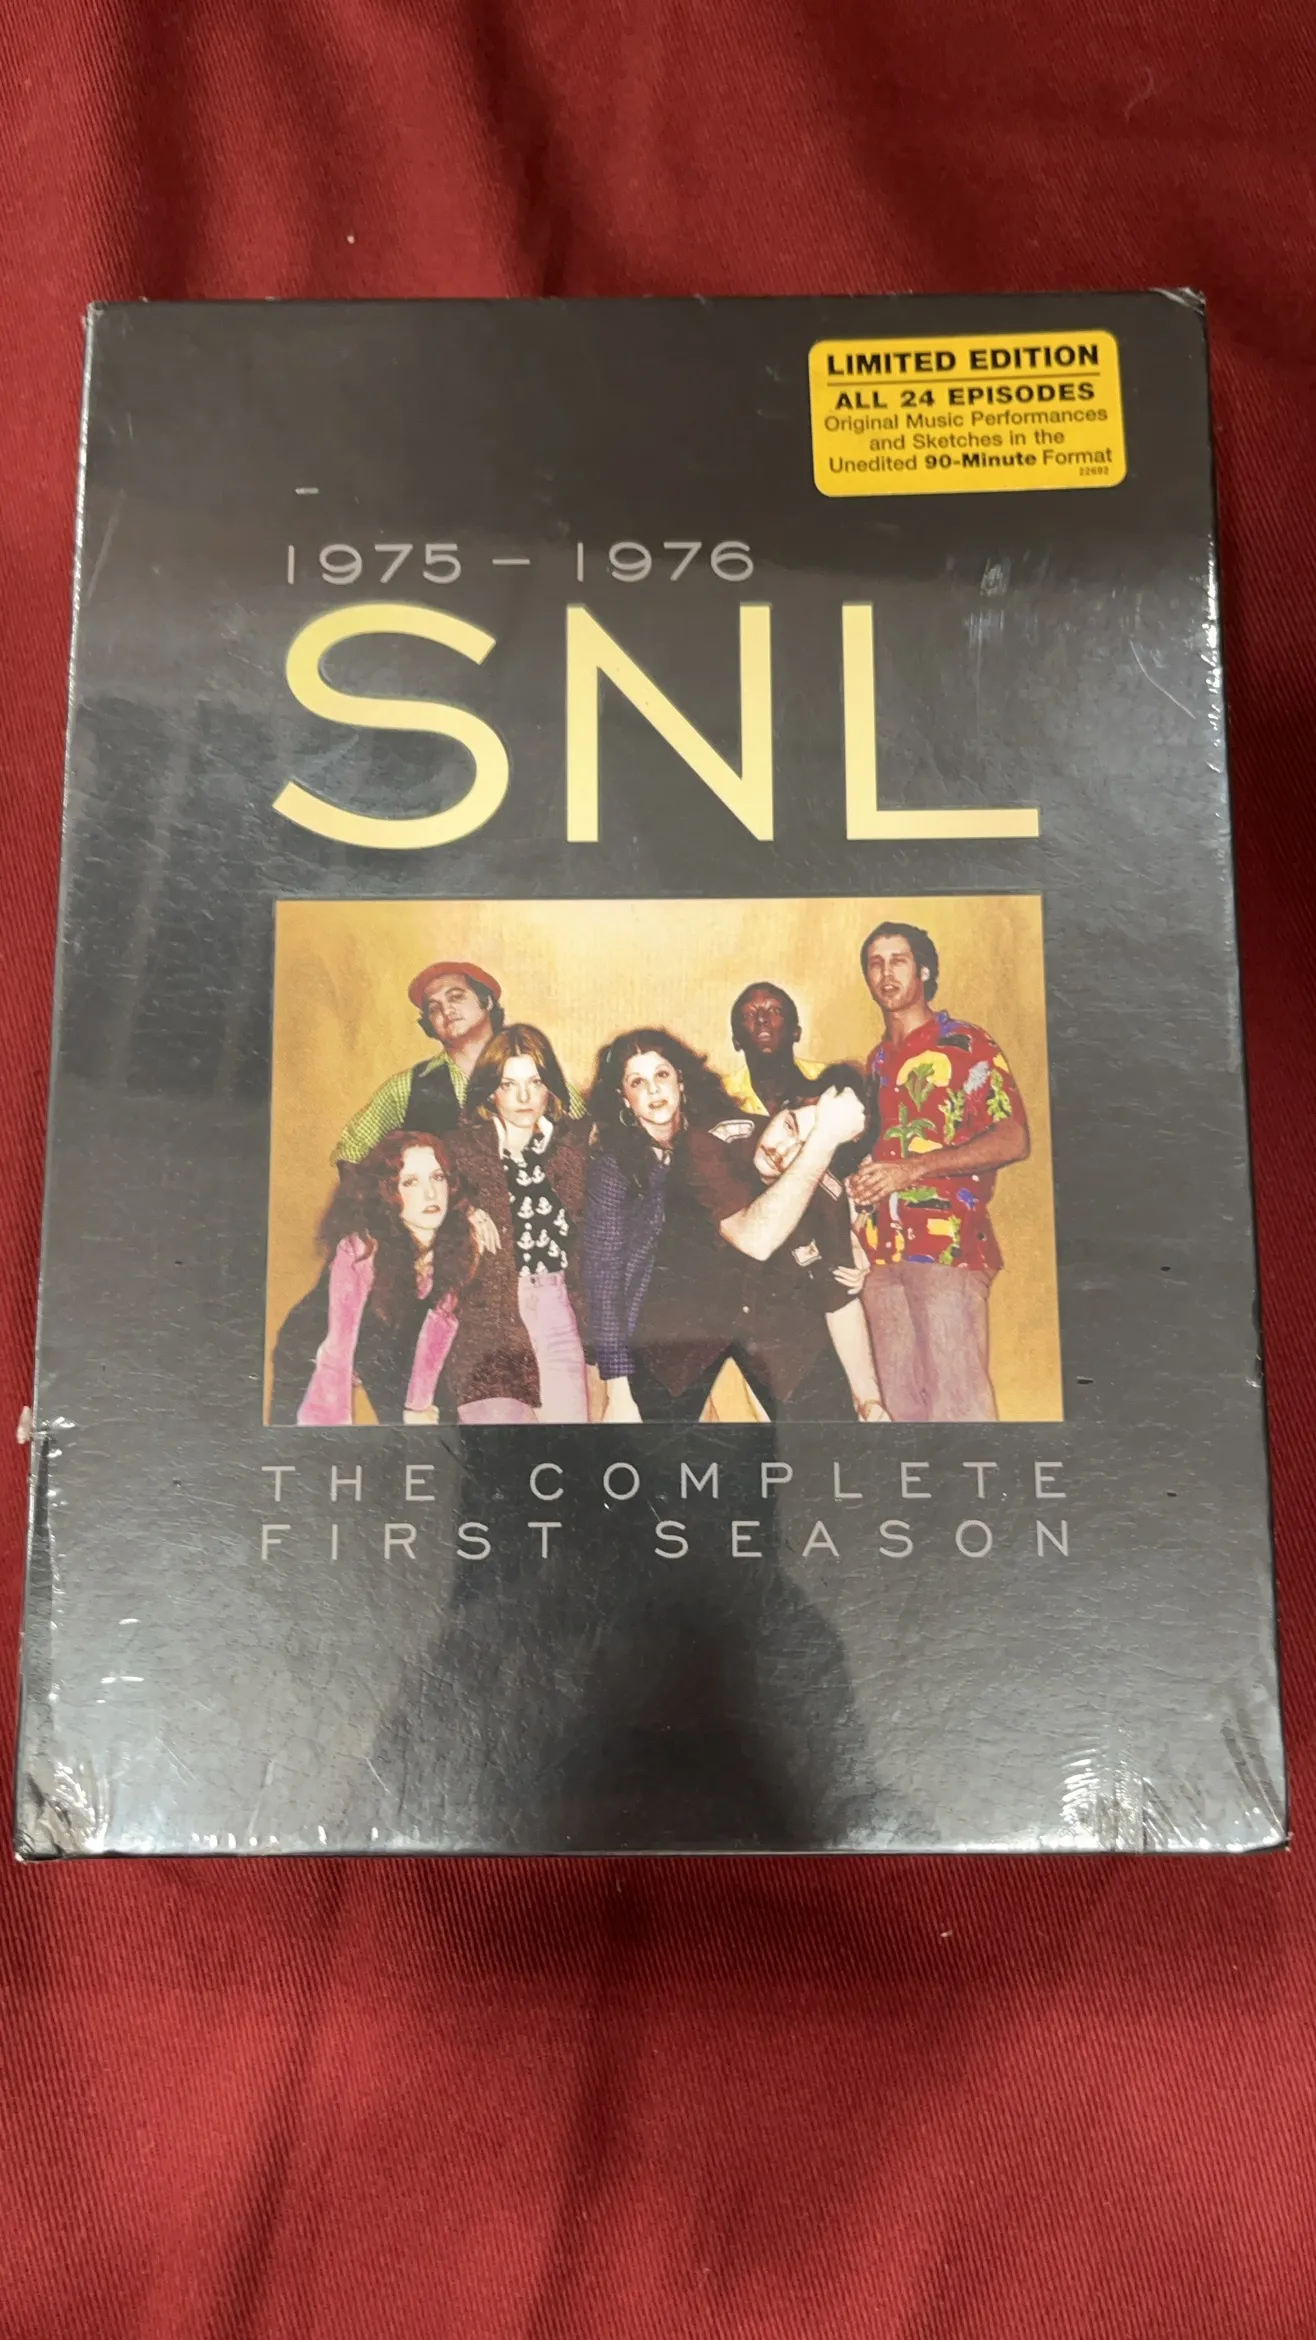 LIMITED EDITION
ALL 24 EPISODES
Original Music Performances
and Sketches in the
Unedited 90-Minute Format
22692
1975 – 1976
SNL
THE COMPLETE
FIRST SEASON